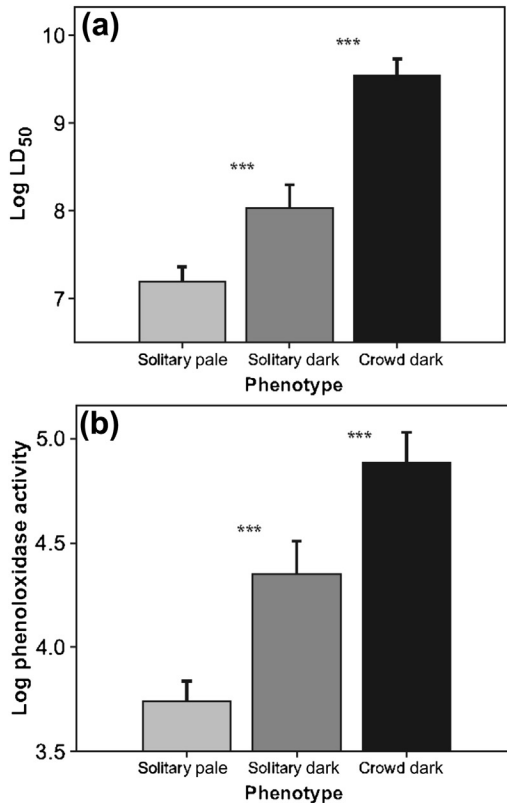 (a)
Log LD50
10
9
8
7
***
***
Solitary pale Solitary dark Crowd dark
Phenotype
(b)
Log phenoloxidase activity
5.0
4.5
4.0
3.5
***
***
Solitary pale Solitary dark Crowd dark
Phenotype